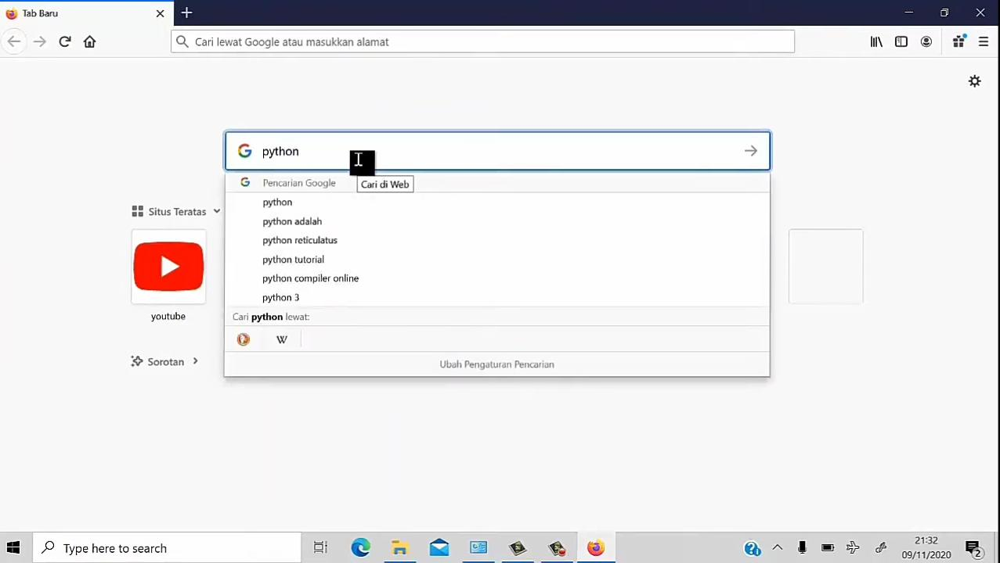 Tab Baru
Cari lewat Google atau masukkan alamat
python
Pencarian Google
Cari di Web
python
python adalah
python reticulatus
python tutorial
python compiler online
python 3
Cari python lewat:
W
Ubah Pengaturan Pencarian
Situs Teratas
youtube
Sorotan
Type here to search
21:32
09/11/2020
2